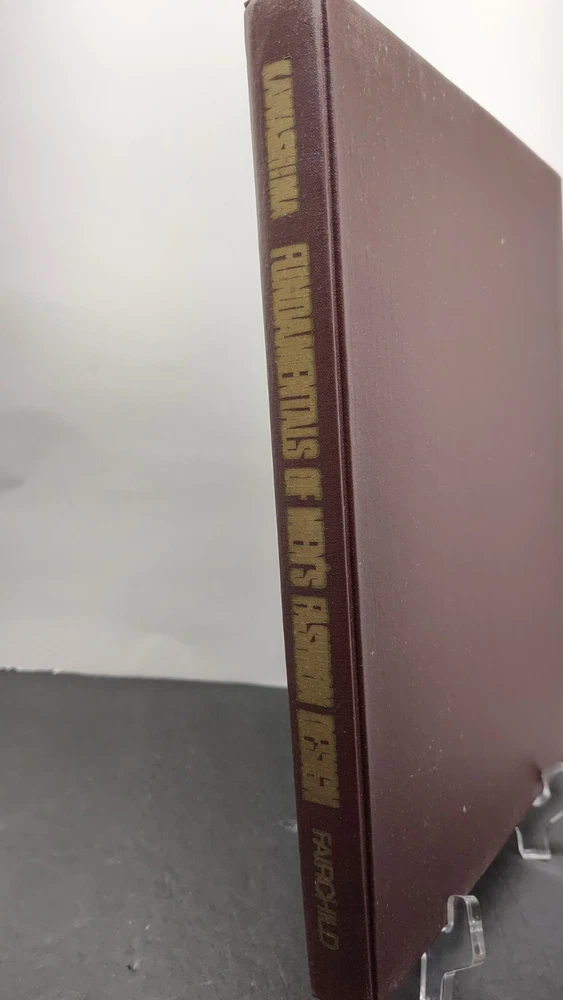 KAWASHIMA FUNDAMENTALS OF MEN'S FASHION DESIGN FAIRCHILD